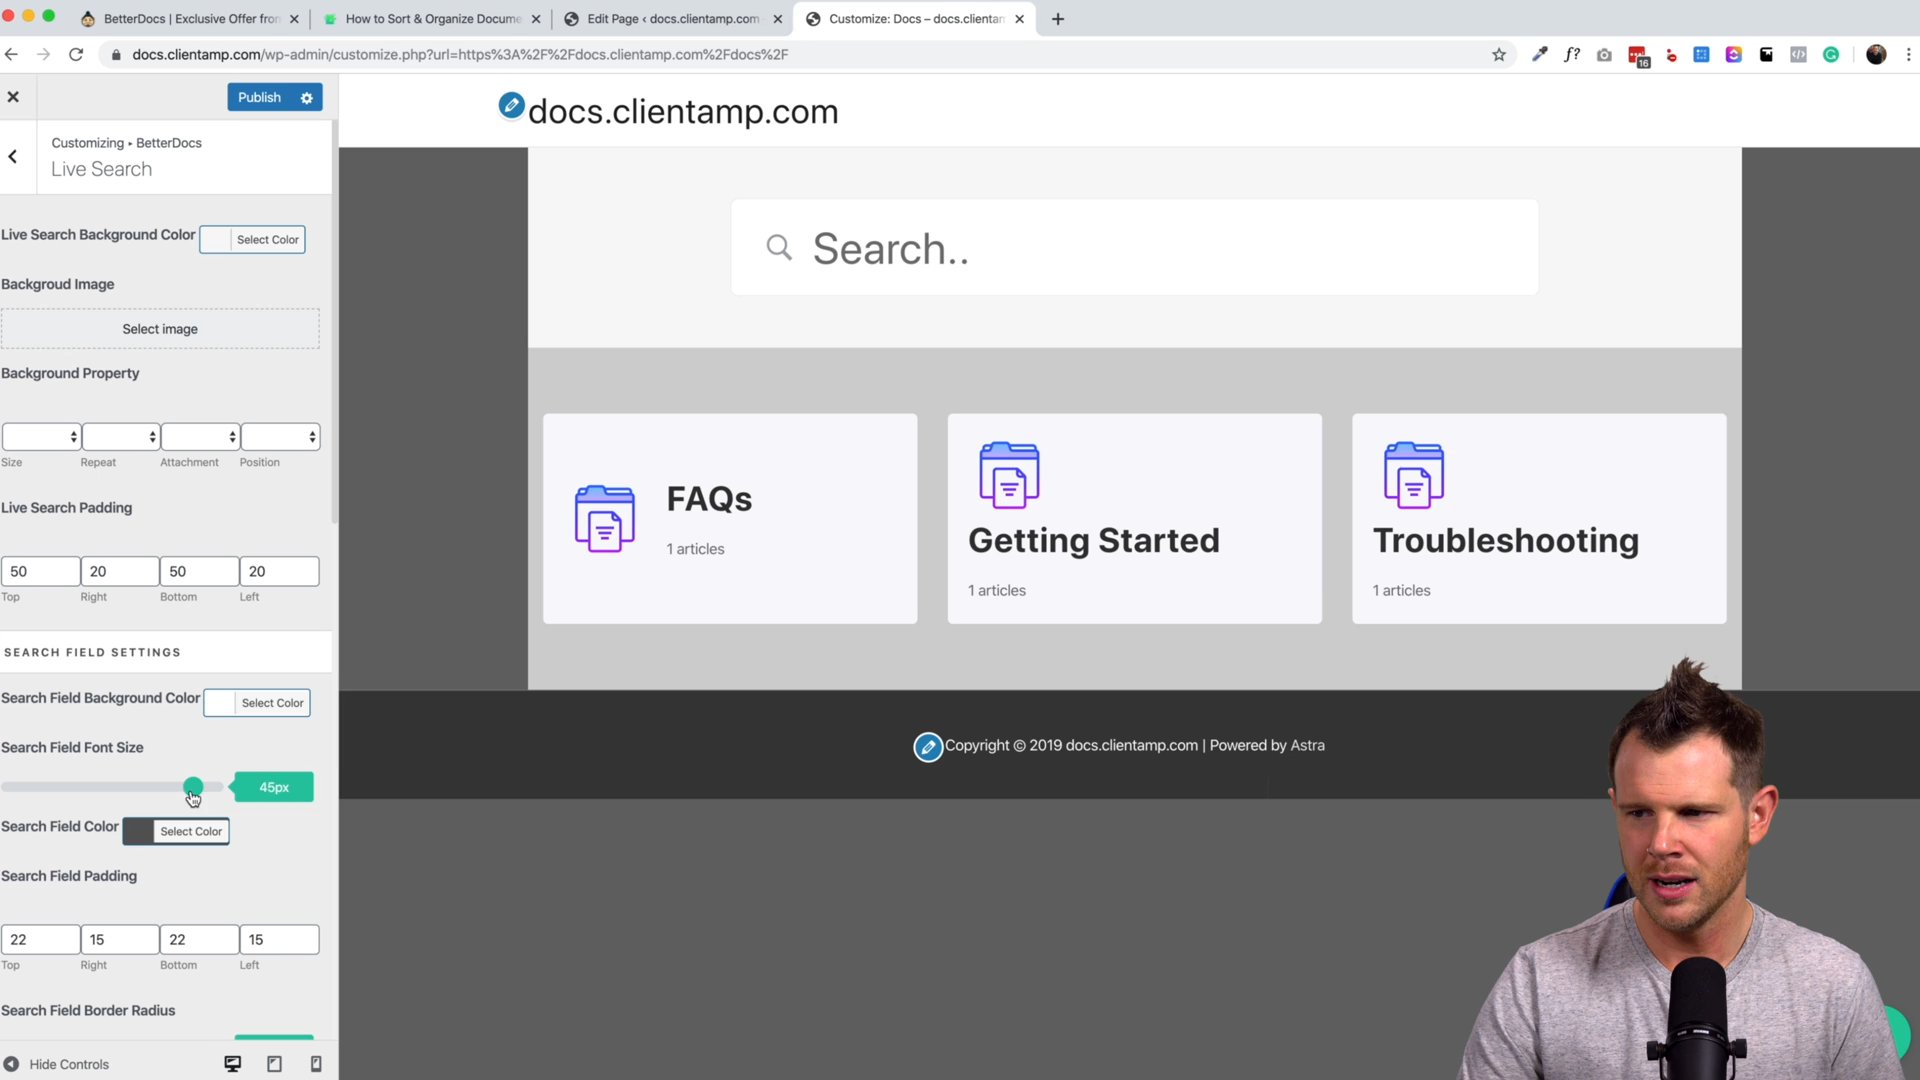 BetterDocs | Exclusive Offer fron
How to Sort & Organize Docume
Edit Page ‹ docs.clientamp.com
Customize: Docs – docs.clientan
docs.clientamp.com/wp-admin/customize.php?url=https%3A%2F%2Fdocs.clientamp.com%2Fdocs%2F
f?
16
Publish
Customizing ▸ BetterDocs
Live Search
Live Search Background Color
Select Color
Backgroud Image
Select image
Background Property
Size Repeat Attachment Position
Live Search Padding
50 20 50 20
Top Right Bottom Left
SEARCH FIELD SETTINGS
Search Field Background Color
Select Color
Search Field Font Size
45px
Search Field Color
Select Color
Search Field Padding
22 15 22 15
Top Right Bottom Left
Search Field Border Radius
Hide Controls
docs.clientamp.com
Search..
FAQs
1 articles
Getting Started
1 articles
Troubleshooting
1 articles
Copyright © 2019 docs.clientamp.com | Powered by Astra